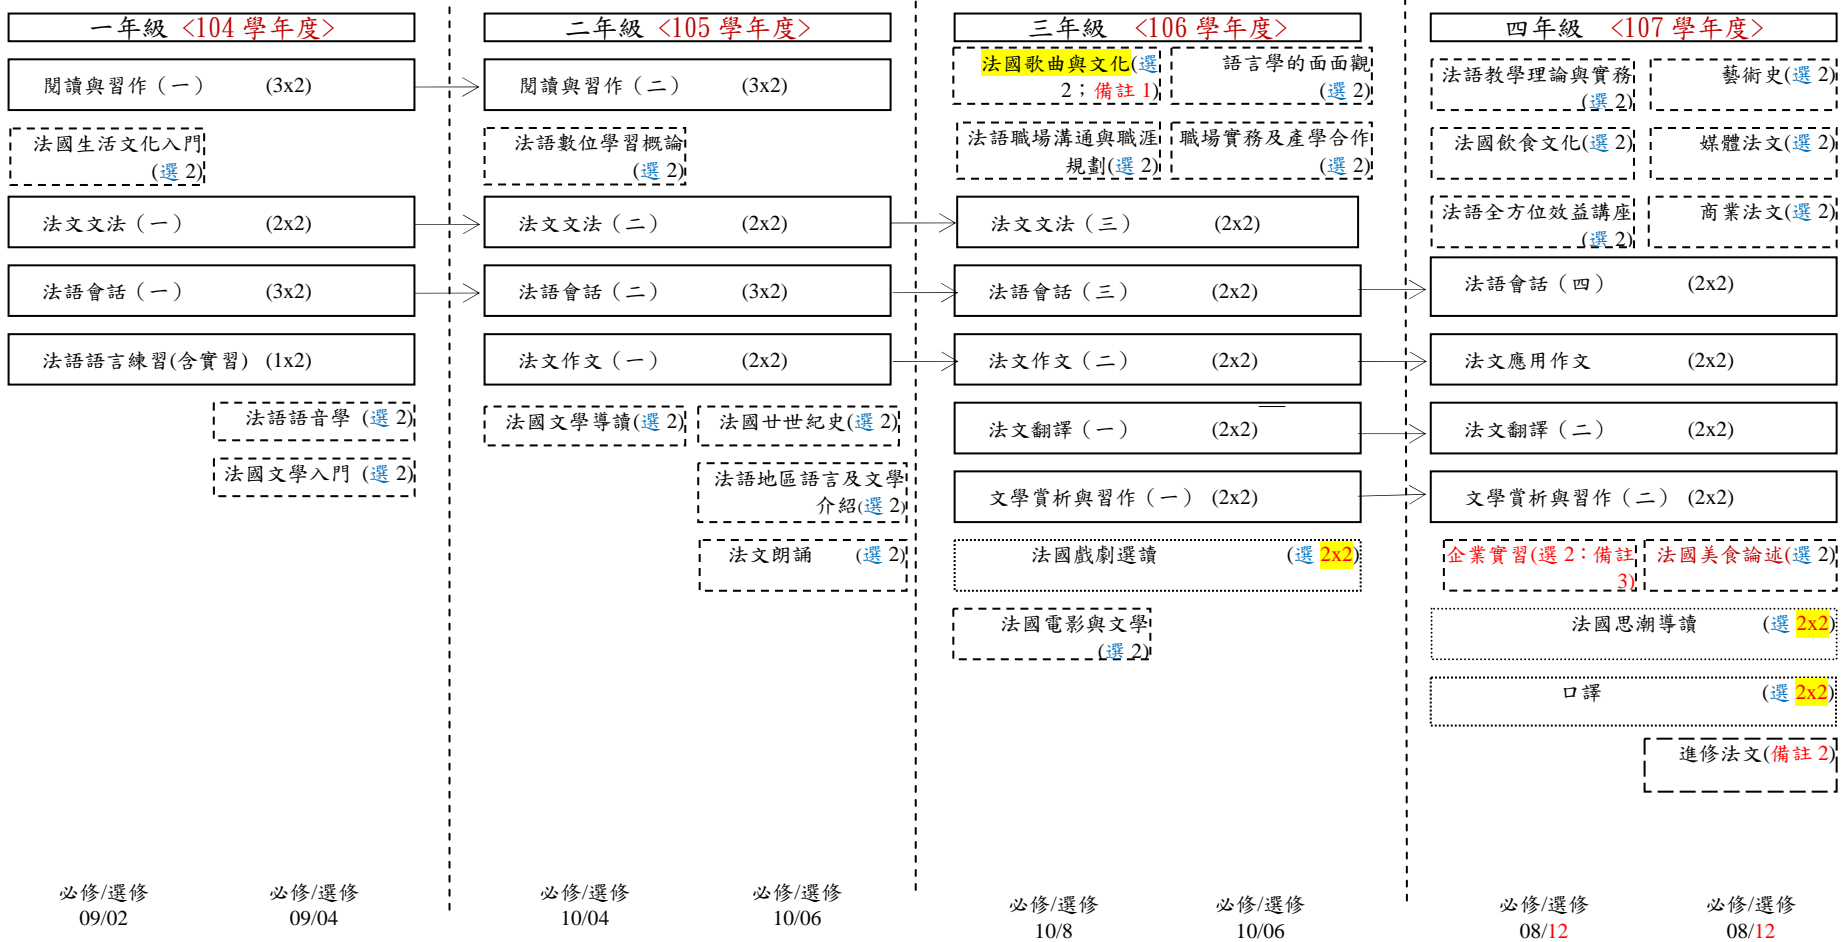 一年級 <104 學年度>
閱讀與習作（一） (3x2)
法國生活文化入門
(選 2)
法文文法（一） (2x2)
法語會話（一） (3x2)
法語語言練習(含實習) (1x2)
法語語音學 (選 2)
法國文學入門 (選 2)
必修/選修
09/02
必修/選修
09/04
二年級 <105 學年度>
閱讀與習作（二） (3x2)
法語數位學習概論
(選 2)
法文文法（二） (2x2)
法語會話（二） (3x2)
法文作文（一） (2x2)
法國文學導讀(選 2)
法國廿世紀史(選 2)
法語地區語言及文學
介紹(選 2)
法文朗誦 (選 2)
必修/選修
10/04
必修/選修
10/06
三年級 <106 學年度>
法國歌曲與文化(選
2；備註 1)
語言學的面面觀
(選 2)
法語職場溝通與職涯
規劃(選 2)
職場實務及產學合作
(選 2)
法文文法（三） (2x2)
法語會話（三） (2x2)
法文作文（二） (2x2)
法文翻譯（一） (2x2)
文學賞析與習作（一） (2x2)
法國戲劇選讀 (選 2x2)
法國電影與文學
(選 2)
必修/選修
10/8
必修/選修
10/06
四年級 <107 學年度>
法語教學理論與實務
(選 2)
藝術史(選 2)
法國飲食文化(選 2)
媒體法文(選 2)
法語全方位效益講座
(選 2)
商業法文(選 2)
法語會話（四） (2x2)
法文應用作文 (2x2)
法文翻譯（二） (2x2)
文學賞析與習作（二） (2x2)
企業實習(選 2：備註
3)
法國美食論述(選 2)
法國思潮導讀 (選 2x2)
口譯 (選 2x2)
進修法文(備註 2)
必修/選修
08/12
必修/選修
08/12